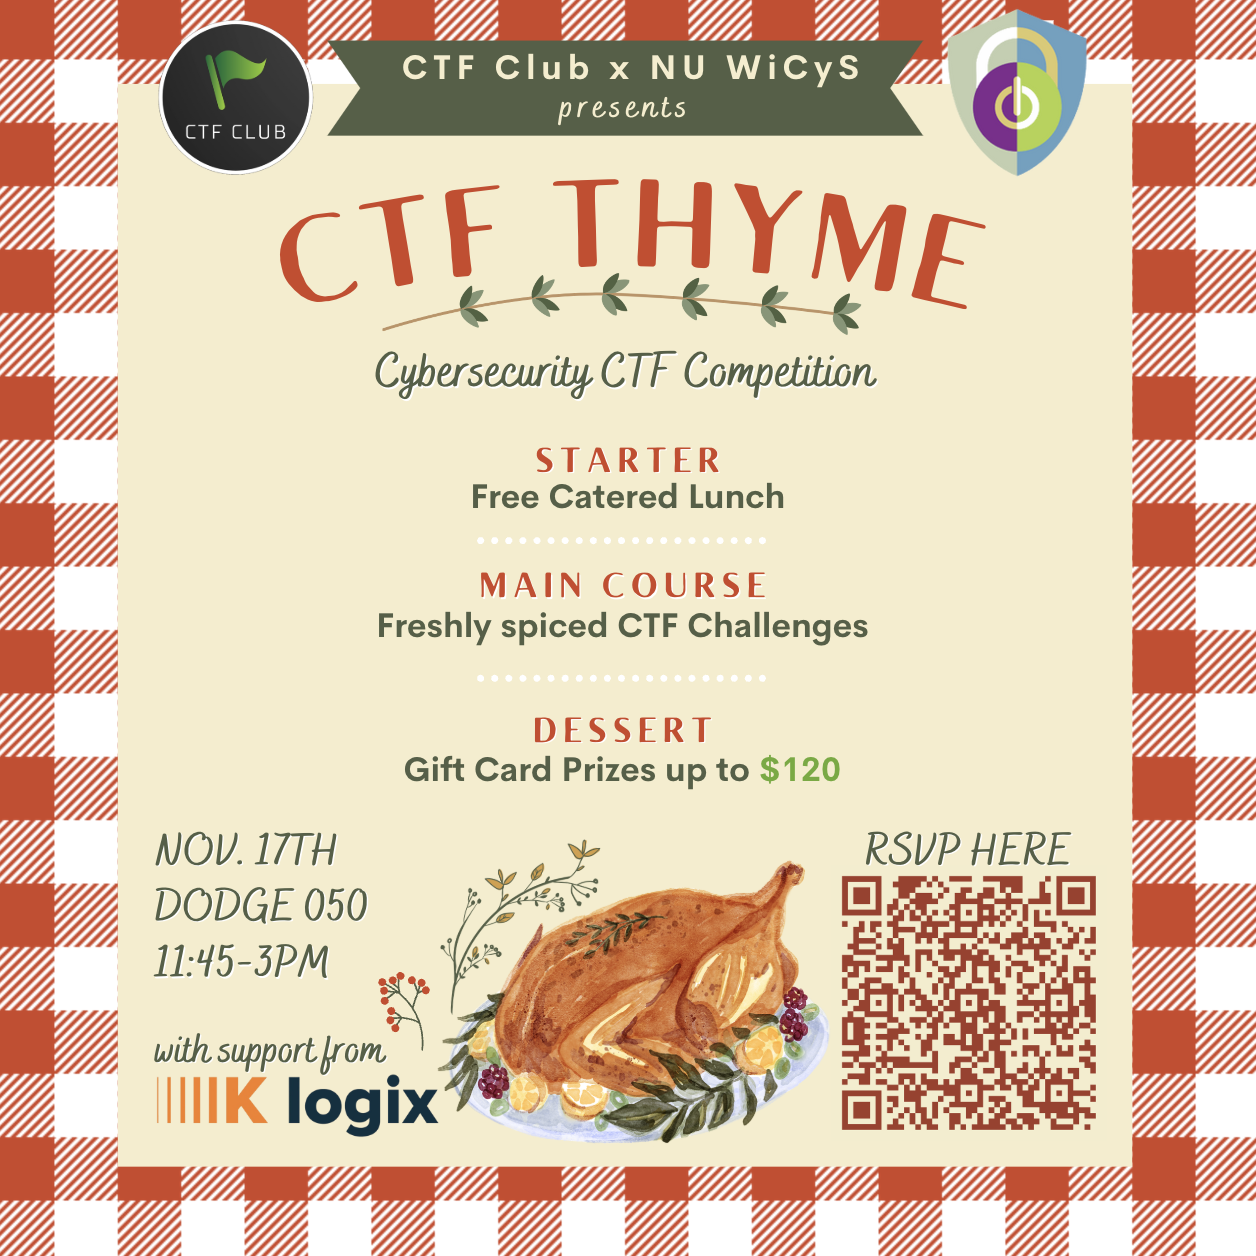 CTF CLUB
CTF Club x NU WiCyS
presents
CTF THYME
Cybersecurity CTF Competition
STARTER
Free Catered Lunch
MAIN COURSE
Freshly spiced CTF Challenges
DESSERT
Gift Card Prizes up to $120
NOV. 17TH
DODGE 050
11:45-3PM
with support from
K logix
RSVP HERE